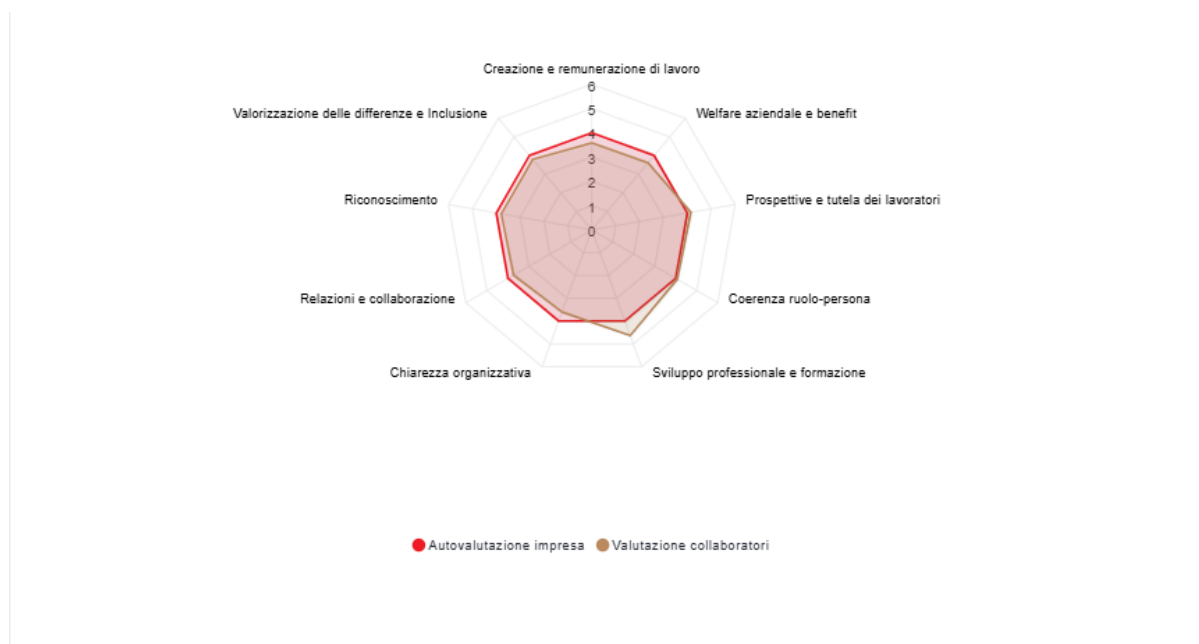 Creazione e remunerazione di lavoro
6
Valorizzazione delle differenze e Inclusione
5
Welfare aziendale e benefit
4
3
Riconoscimento
2
Prospettive e tutela dei lavoratori
1
0
Relazioni e collaborazione
Coerenza ruolo-persona
Chiarezza organizzativa
Sviluppo professionale e formazione
Autovalutazione impresa
Valutazione collaboratori